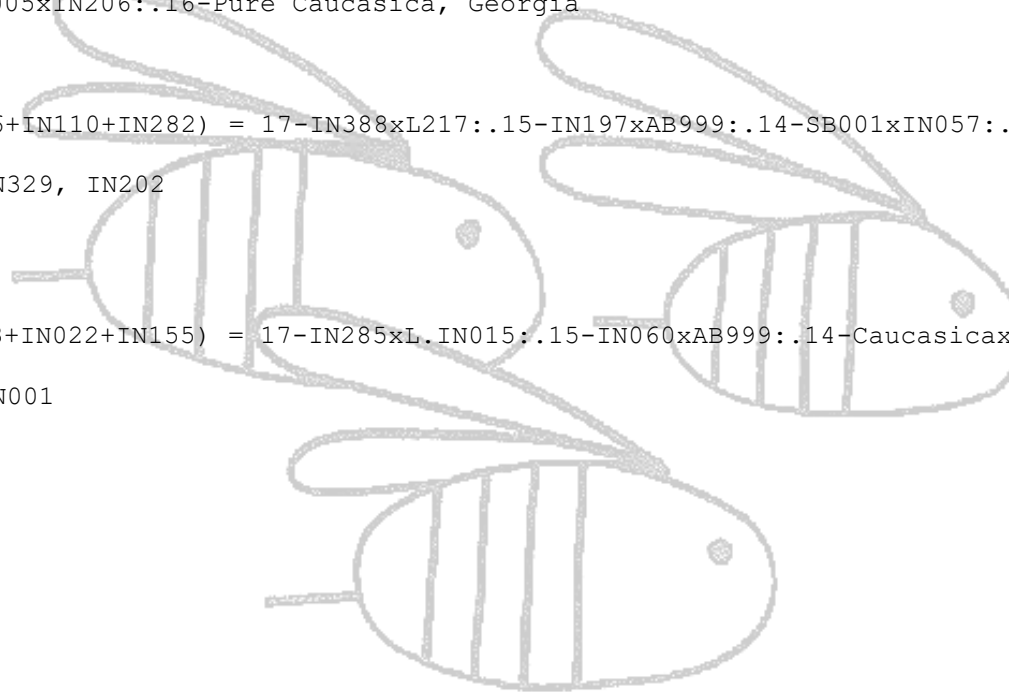 005xIN206:.16-Pure Caucasica, Georgia
5+IN110+IN282) = 17-IN388xL217:.15-IN197xAB999:.14-SB001xIN057:.
N329, IN202
3+IN022+IN155) = 17-IN285xL.IN015:.15-IN060xAB999:.14-Caucasicax
N001